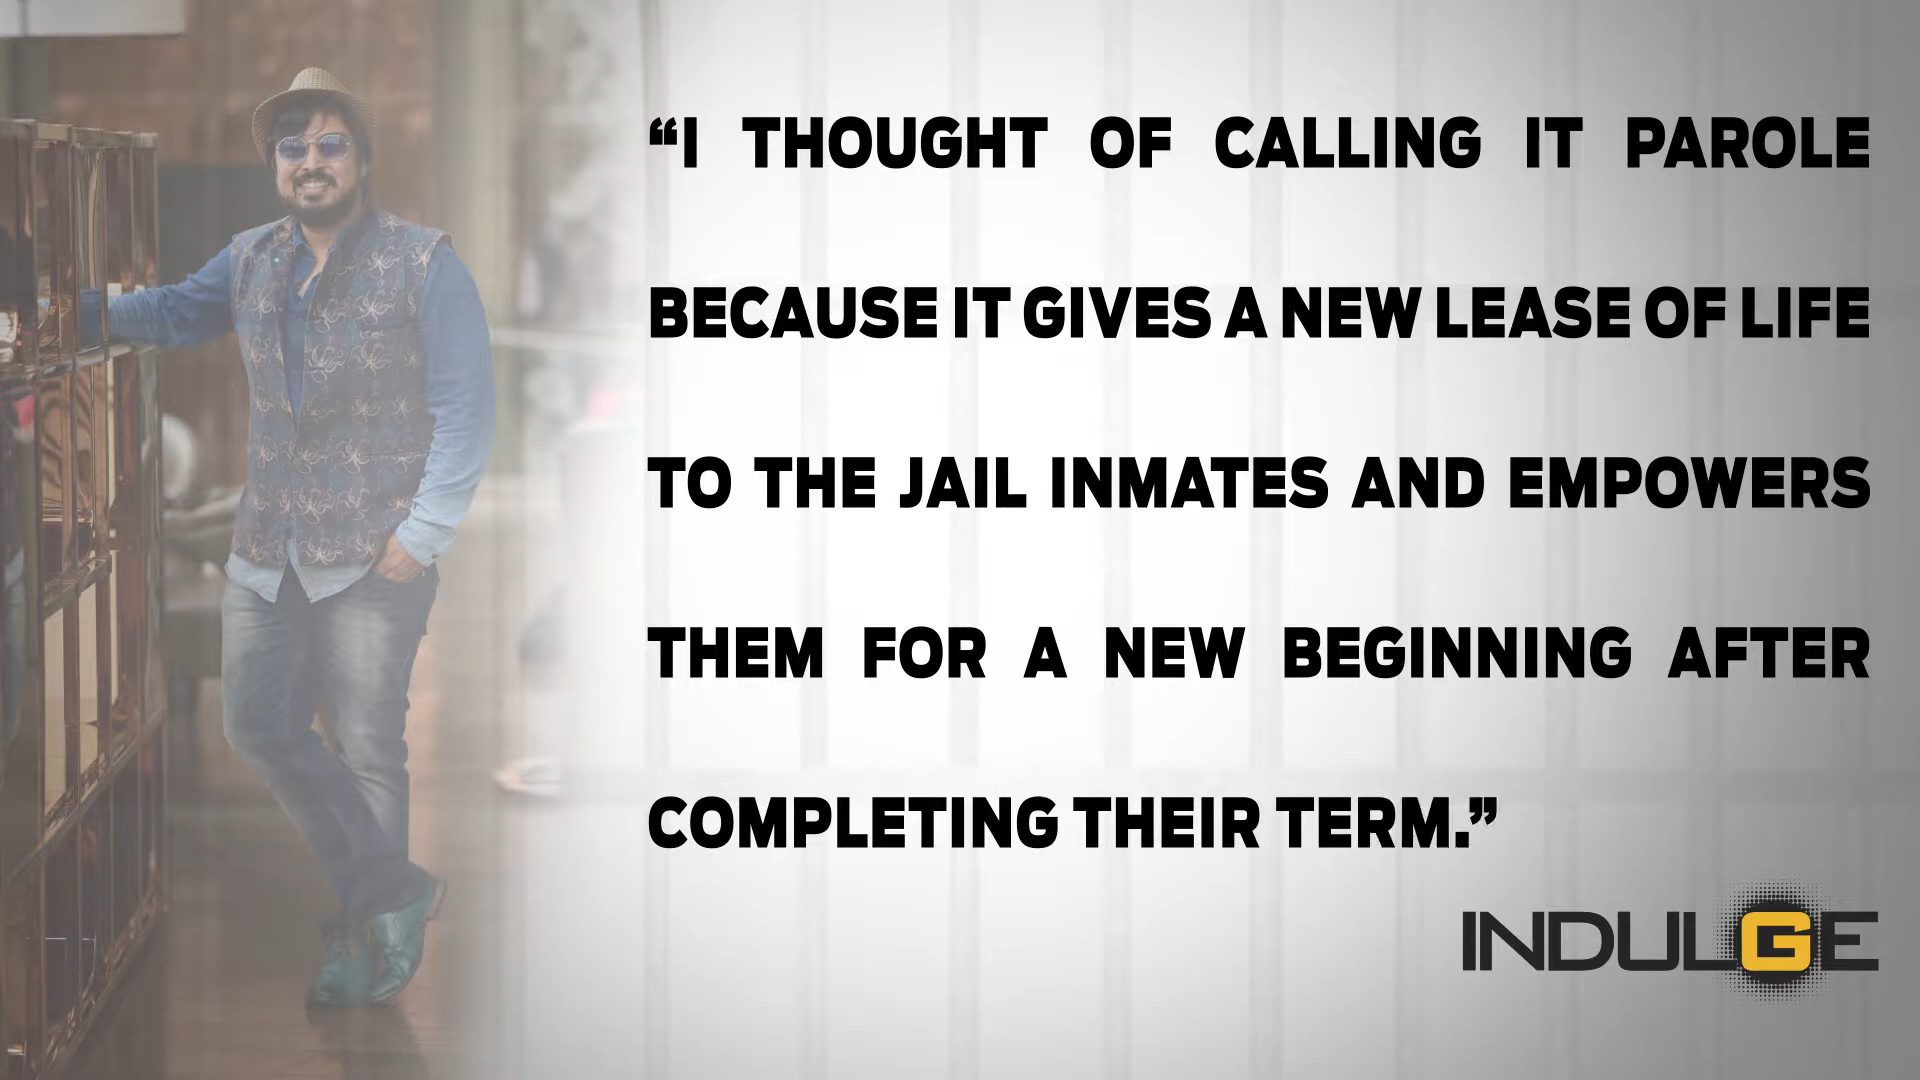 “I THOUGHT OF CALLING IT PAROLE
BECAUSE IT GIVES A NEW LEASE OF LIFE
TO THE JAIL INMATES AND EMPOWERS
THEM FOR A NEW BEGINNING AFTER
COMPLETING THEIR TERM.”
INDULGE